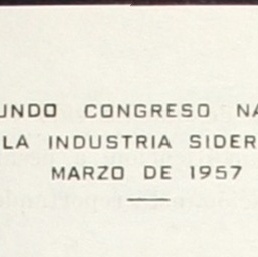 UNDO CONGRESO NA
LA INDUSTRIA SIDER
MARZO DE 1957